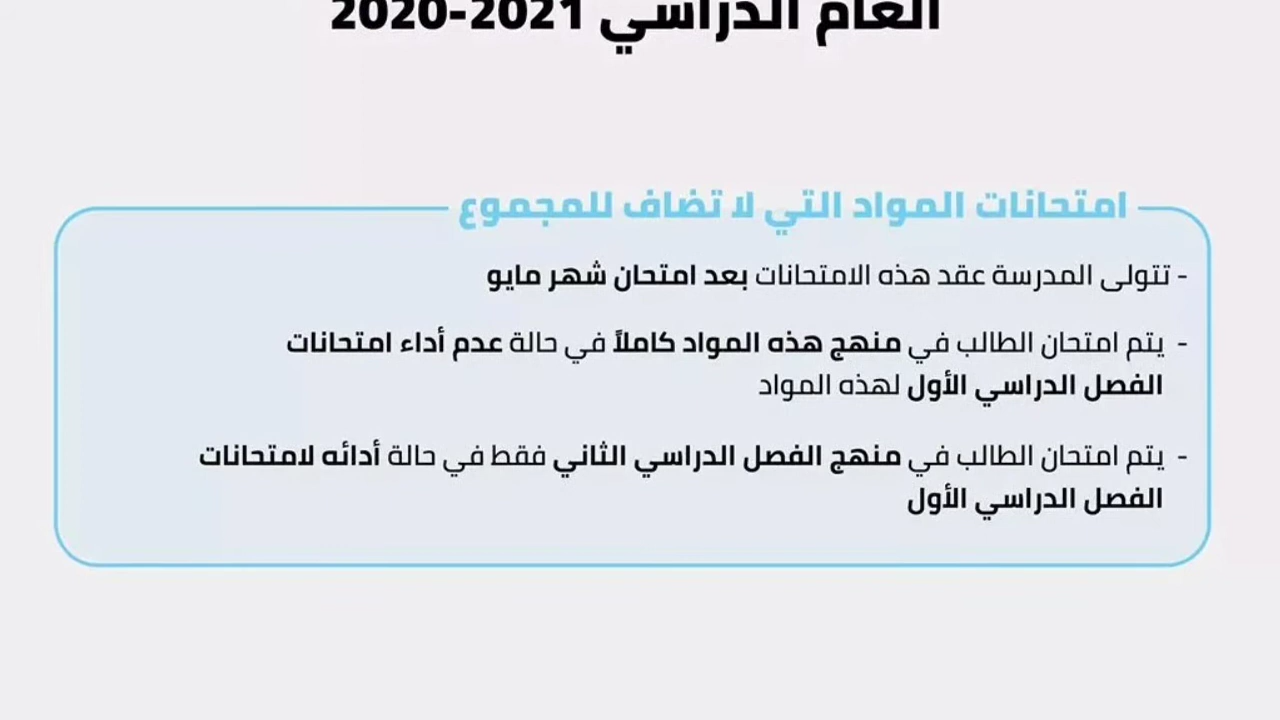 العام الدراسي 2021-2020
امتحانات المواد التي لا تضاف للمجموع
- تتولى المدرسة عقد هذه الامتحانات بعد امتحان شهر مايو
- يتم امتحان الطالب في منهج هذه المواد كاملاً في حالة عدم أداء امتحانات
الفصل الدراسي الأول لهذه المواد
- يتم امتحان الطالب في منهج الفصل الدراسي الثاني فقط في حالة أدائه لامتحانات
الفصل الدراسي الأول